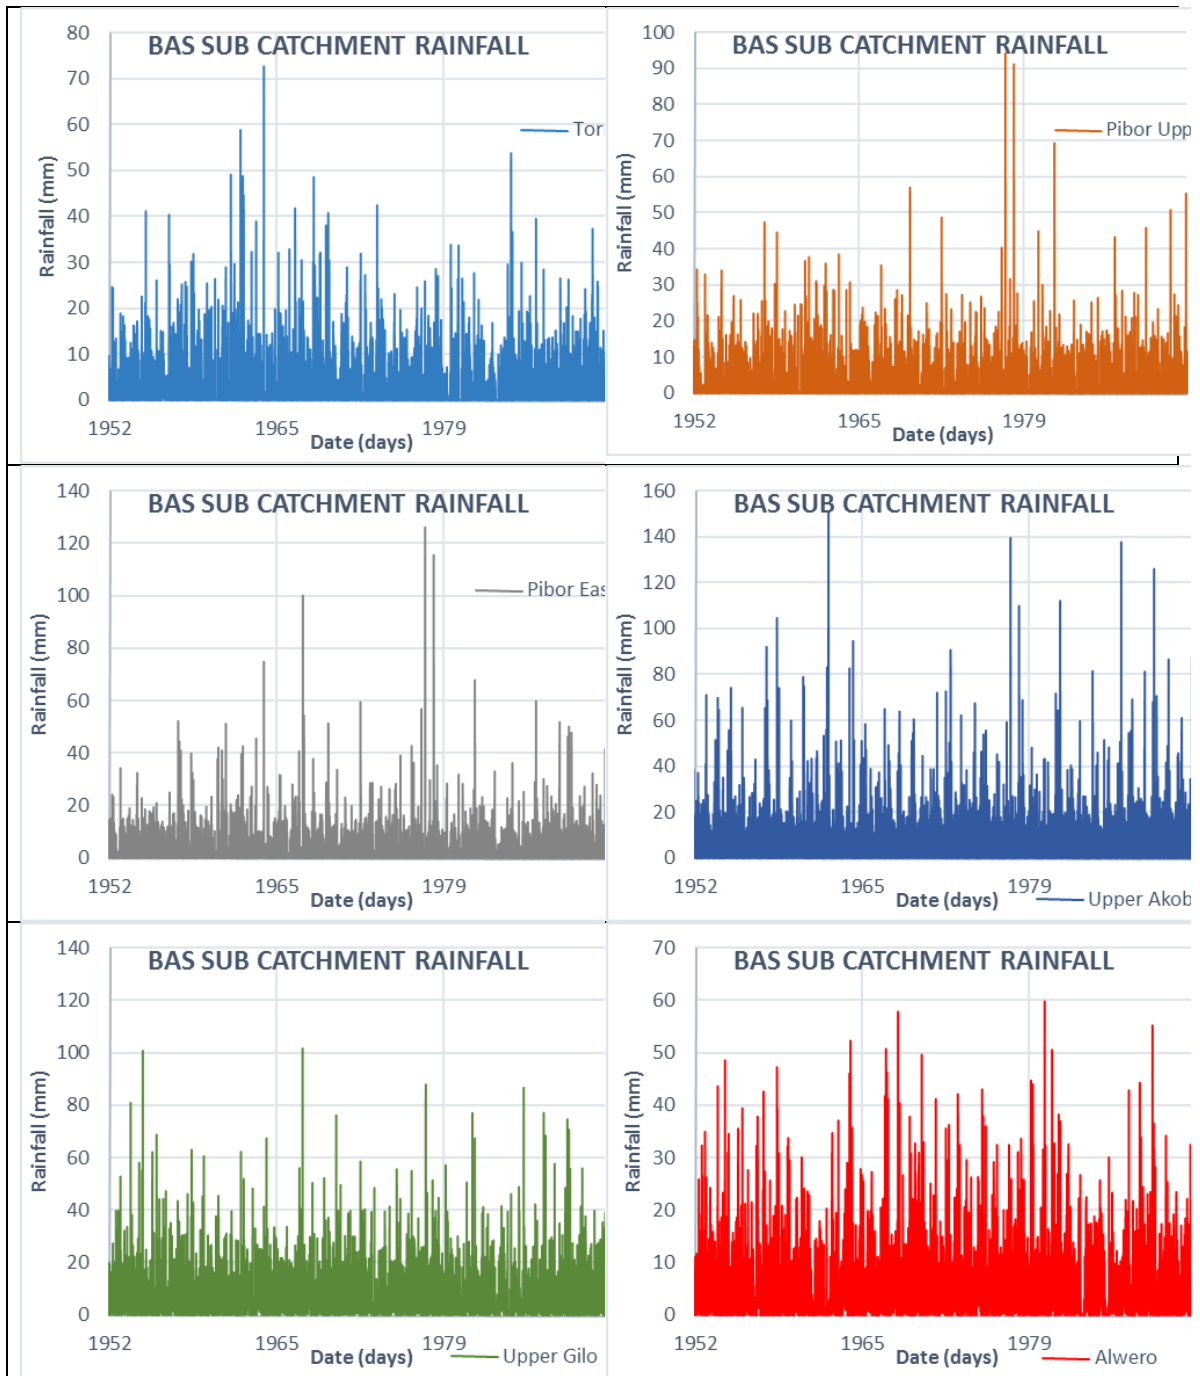 BAS SUB CATCHMENT RAINFALL
80
70
60
50
40
30
20
10
0
Rainfall (mm)
1952
1965
1979
Date (days)
Tor
BAS SUB CATCHMENT RAINFALL
100
90
80
70
60
50
40
30
20
10
0
Rainfall (mm)
1952
1965
1979
Date (days)
Pibor Upp
BAS SUB CATCHMENT RAINFALL
140
120
100
80
60
40
20
0
Rainfall (mm)
1952
1965
1979
Date (days)
Pibor Eas
BAS SUB CATCHMENT RAINFALL
160
140
120
100
80
60
40
20
0
Rainfall (mm)
1952
1965
1979
Date (days)
Upper Akob
BAS SUB CATCHMENT RAINFALL
140
120
100
80
60
40
20
0
Rainfall (mm)
1952
1965
1979
Date (days)
Upper Gilo
BAS SUB CATCHMENT RAINFALL
70
60
50
40
30
20
10
0
Rainfall (mm)
1952
1965
1979
Date (days)
Alwero